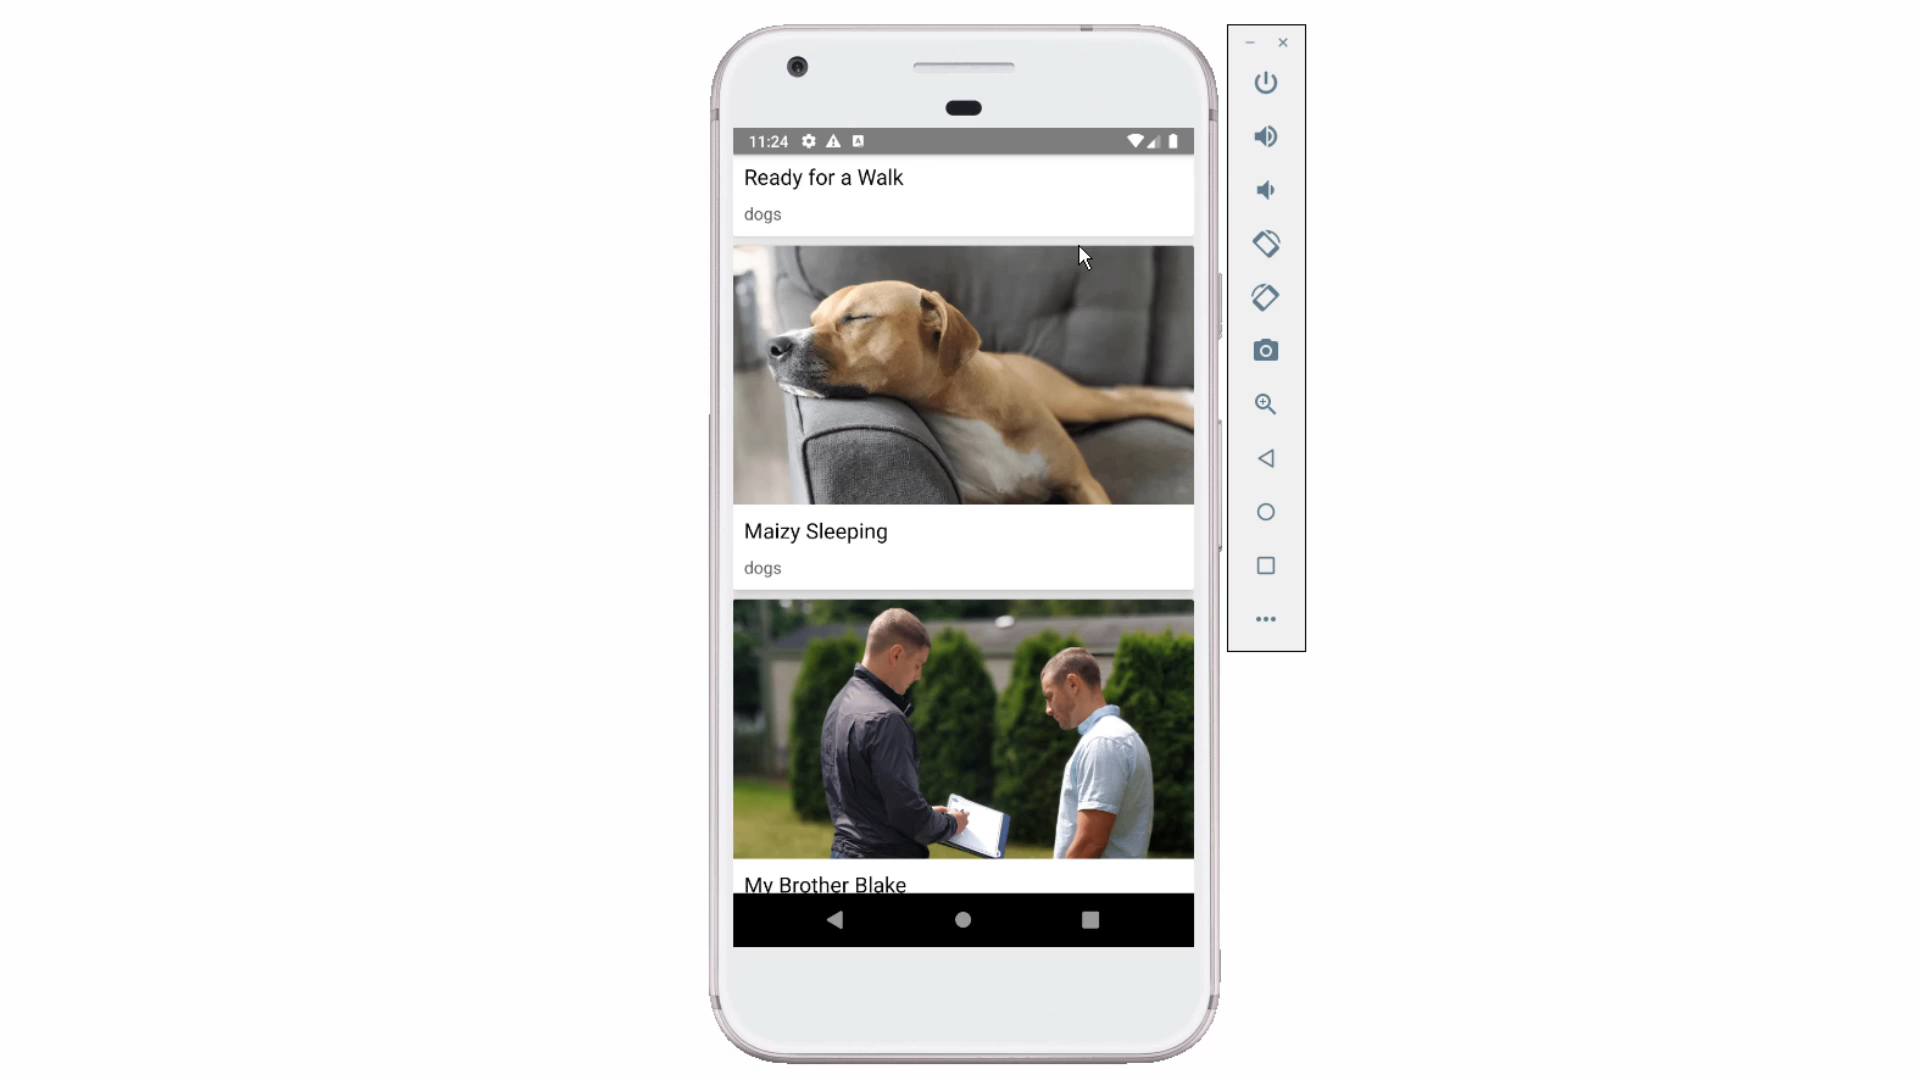 11:24
Ready for a Walk
dogs
Maizy Sleeping
dogs
My Brother Blake